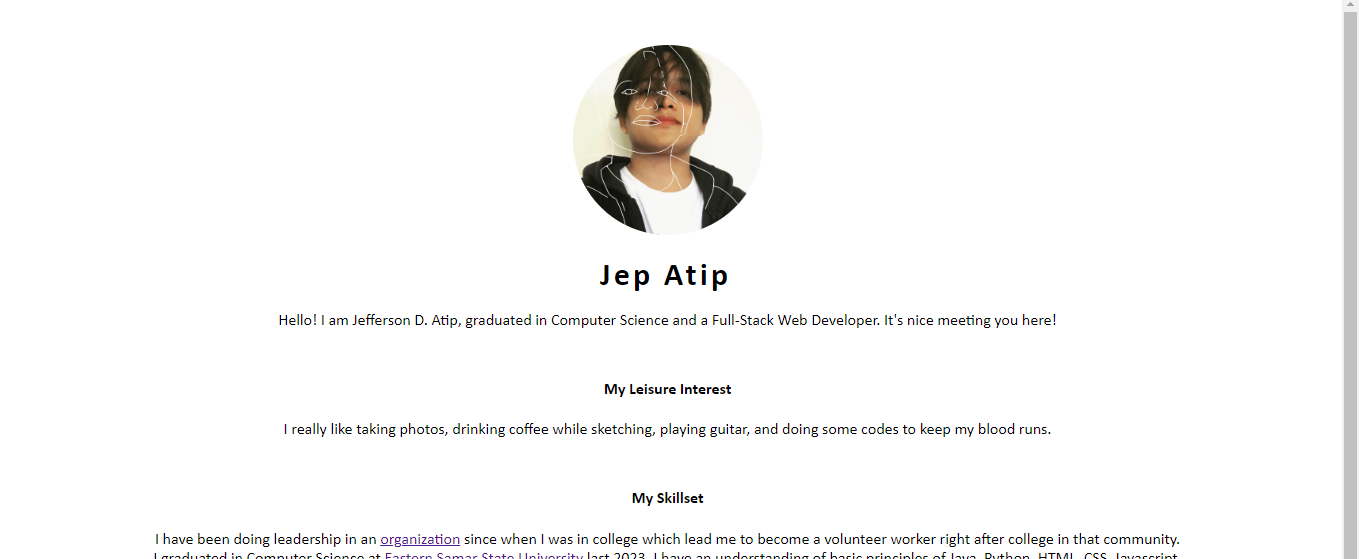 Jep Atip
Hello! I am Jefferson D. Atip, graduated in Computer Science and a Full-Stack Web Developer. It's nice meeting you here!
My Leisure Interest
I really like taking photos, drinking coffee while sketching, playing guitar, and doing some codes to keep my blood runs.
My Skillset
I have been doing leadership in an organization since when I was in college which lead me to become a volunteer worker right after college in that community.
I graduated in Computer Science at Eastern Samar State University last 2023. I have an understanding of basic principles of Java, Python, HTML, CSS, Javascript,